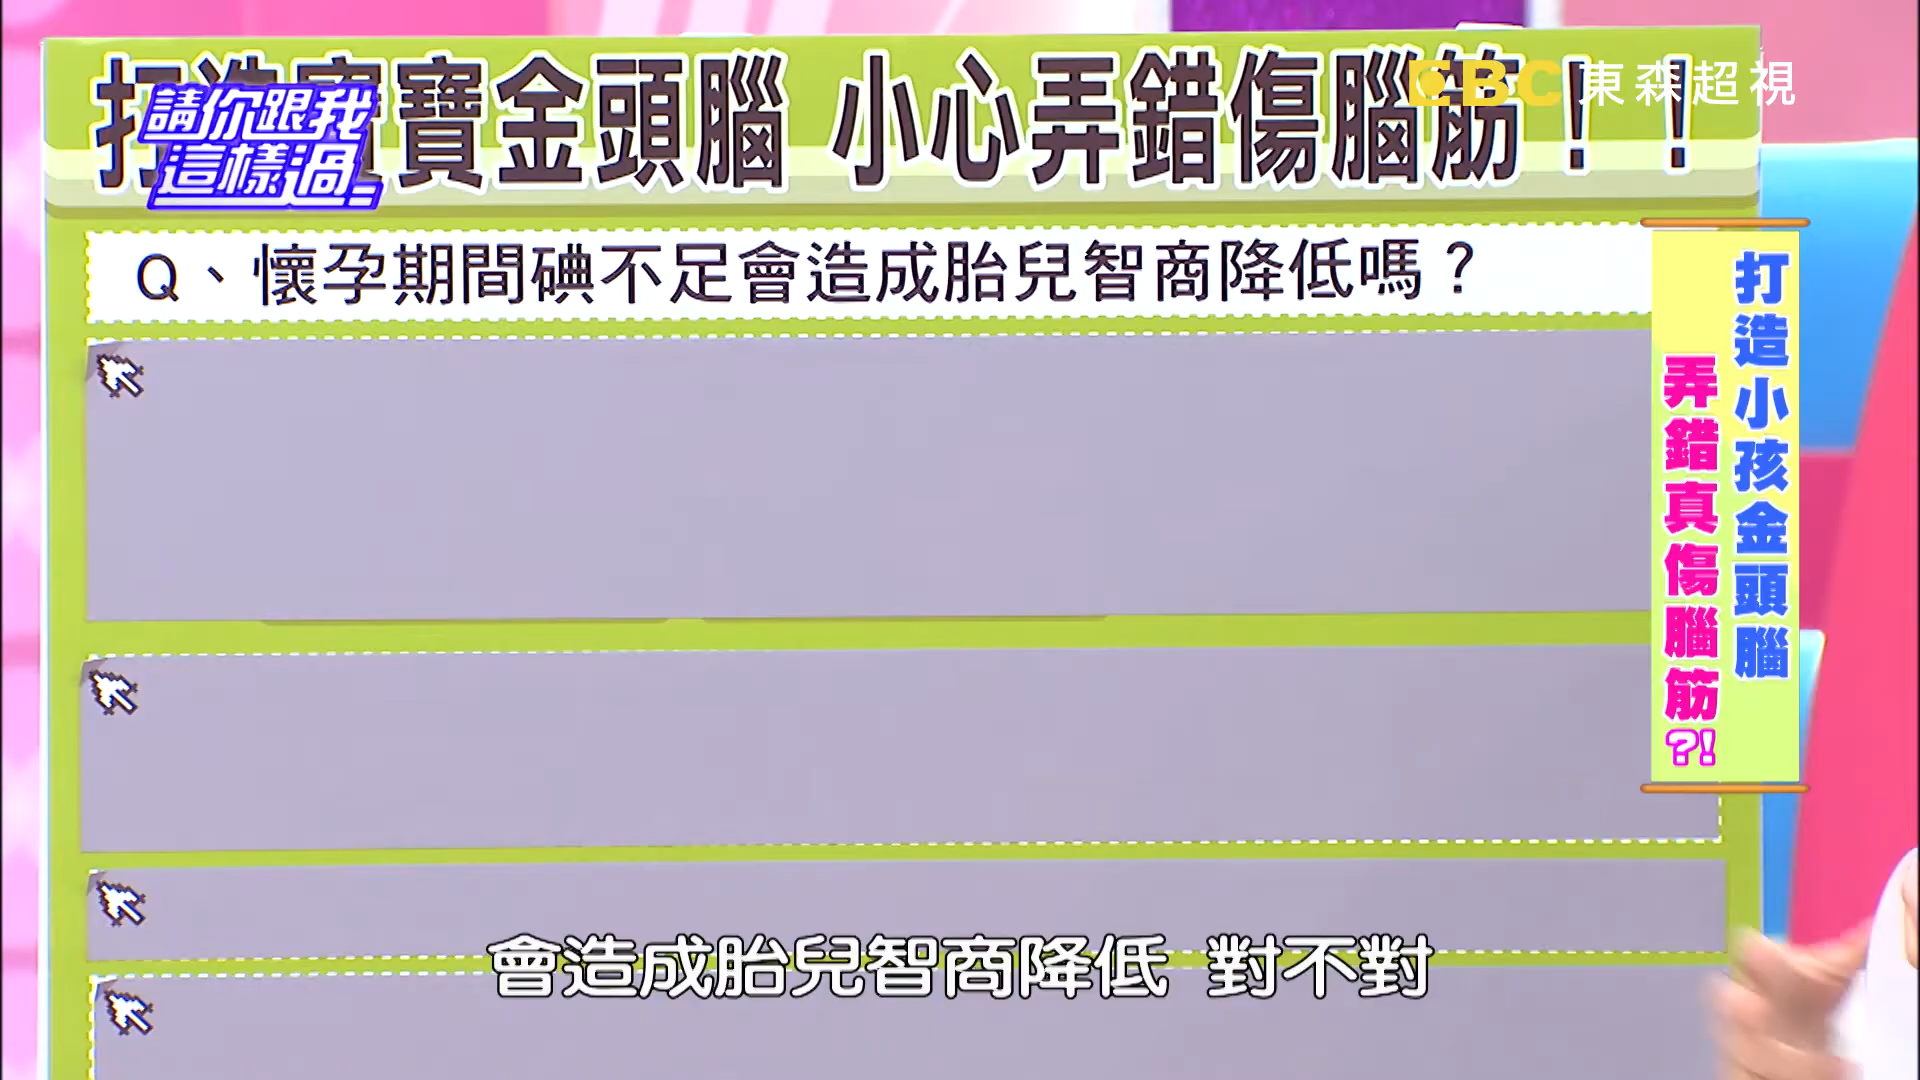 打造寶寶金頭腦 小心弄錯傷腦筋！！
請你跟我
這樣過
EBC 東森超視
Q、懷孕期間碘不足會造成胎兒智商降低嗎？
打造小孩金頭腦
弄錯真傷腦筋?!
會造成胎兒智商降低 對不對